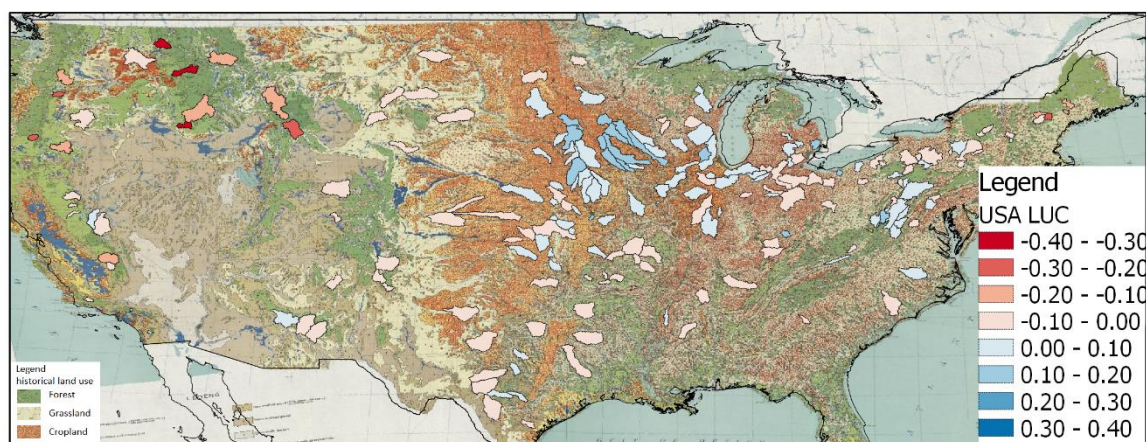 Legend
USA LUC
-0.40 - -0.30
-0.30 - -0.20
-0.20 - -0.10
-0.10 - 0.00
0.00 - 0.10
0.10 - 0.20
0.20 - 0.30
0.30 - 0.40
Legend
historical land use
Forest
Grassland
Cropland